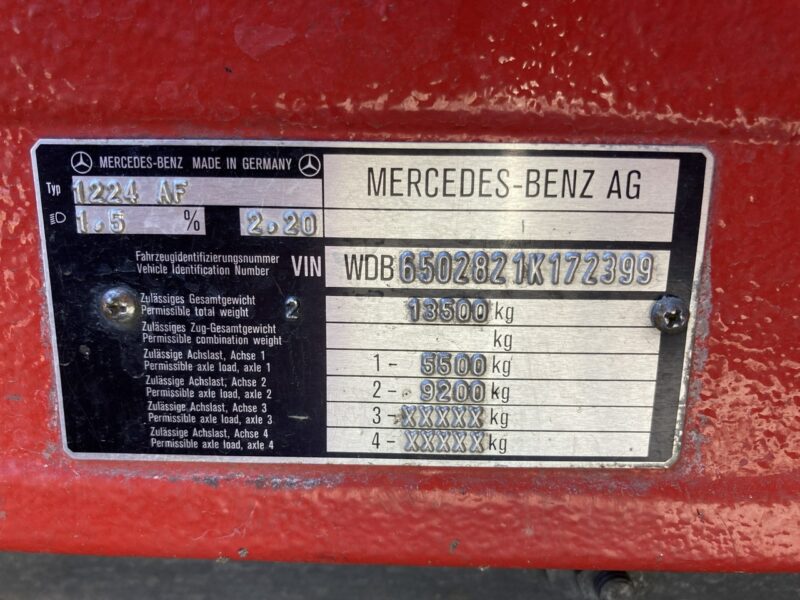 MERCEDES-BENZ MADE IN GERMANY
Typ 1224 AF
1.5 % 2.20
MERCEDES-BENZ AG
Fahrzeugidentifizierungsnummer
Vehicle Identification Number VIN WDB6502821K172399
Zulässiges Gesamtgewicht
Permissible total weight 2 13500 kg
Zulässiges Zug-Gesamtgewicht
Permissible combination weight kg
Zulässige Achslast, Achse 1
Permissible axle load, axle 1 1- 5500 kg
Zulässige Achslast, Achse 2
Permissible axle load, axle 2 2- 9200 kg
Zulässige Achslast, Achse 3
Permissible axle load, axle 3 3- XXXXX kg
Zulässige Achslast, Achse 4
Permissible axle load, axle 4 4- XXXXX kg